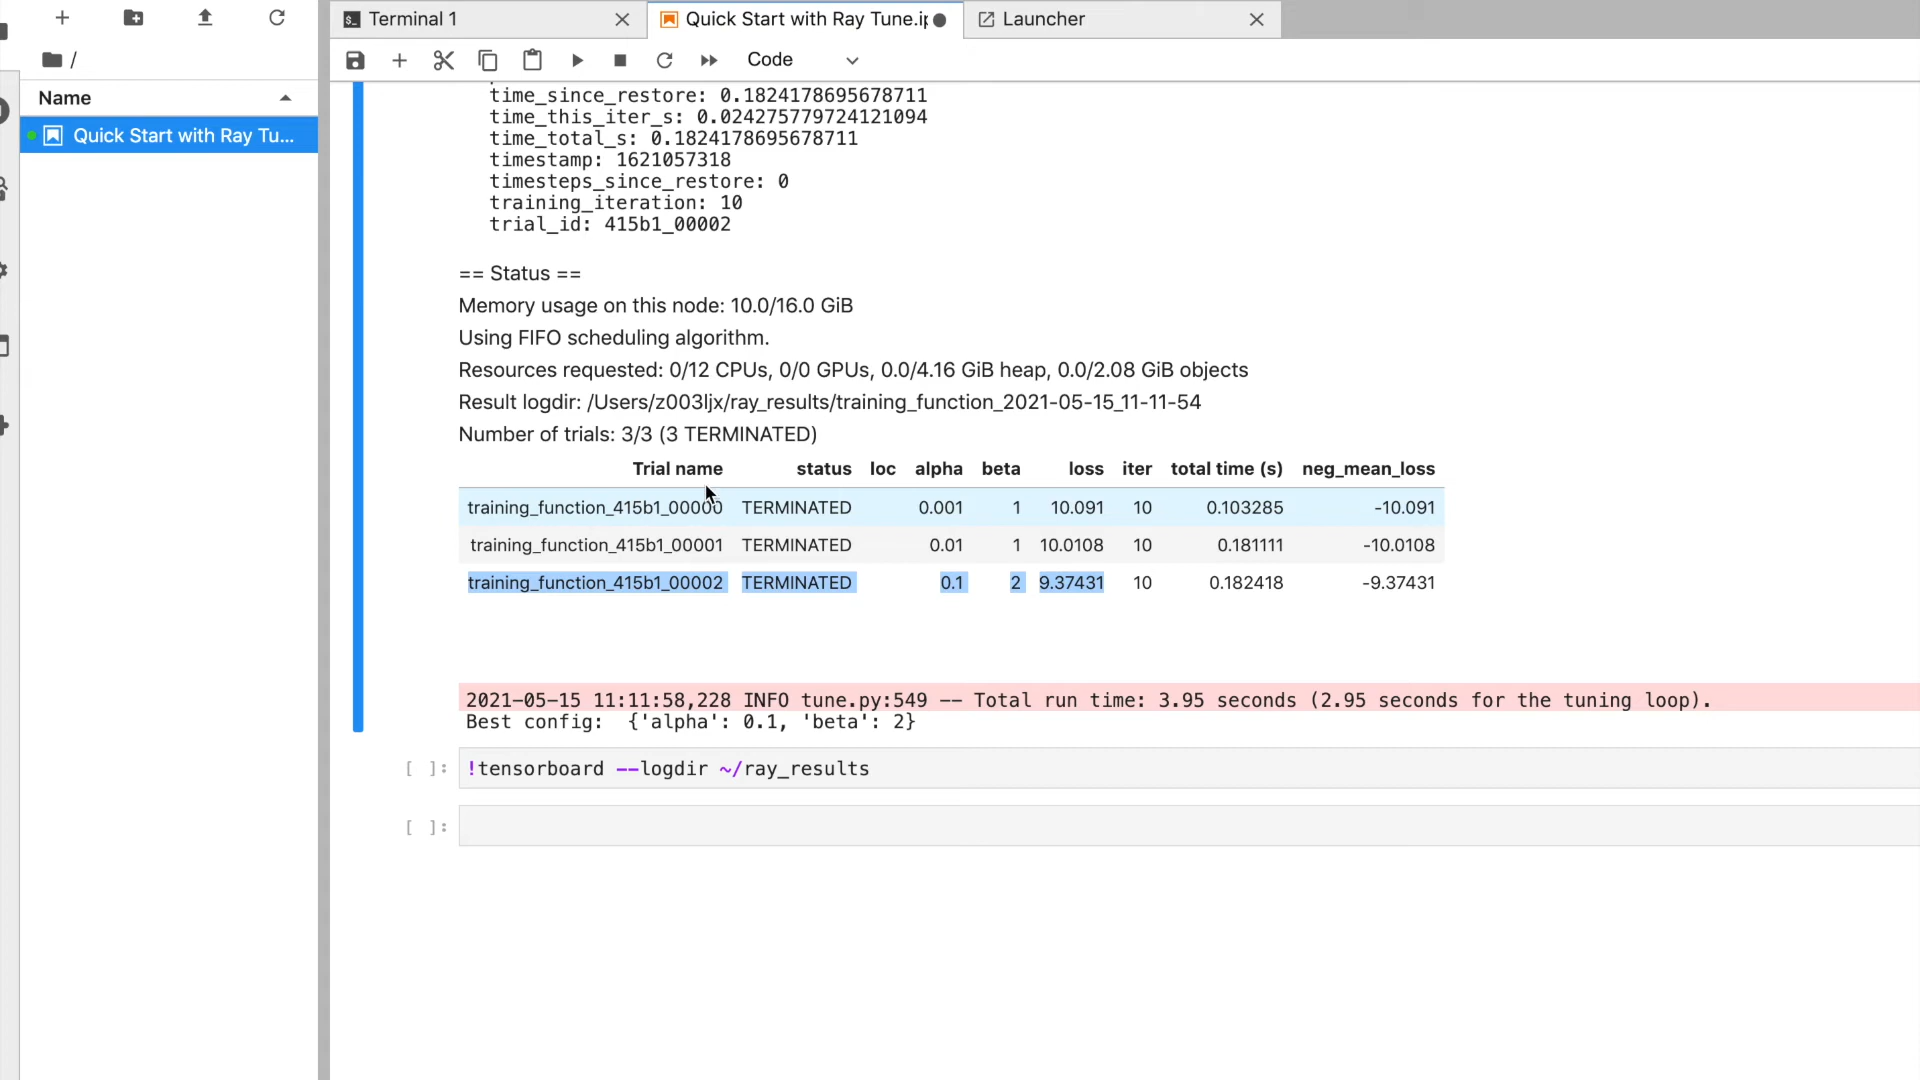 Terminal 1
Quick Start with Ray Tune.ip
Launcher
/
Code
Name
Quick Start with Ray Tu...
time_since_restore: 0.1824178695678711
time_this_iter_s: 0.024275779724121094
time_total_s: 0.1824178695678711
timestamp: 1621057318
timesteps_since_restore: 0
training_iteration: 10
trial_id: 415b1_00002
== Status ==
Memory usage on this node: 10.0/16.0 GiB
Using FIFO scheduling algorithm.
Resources requested: 0/12 CPUs, 0/0 GPUs, 0.0/4.16 GiB heap, 0.0/2.08 GiB objects
Result logdir: /Users/z003ljx/ray_results/training_function_2021-05-15_11-11-54
Number of trials: 3/3 (3 TERMINATED)
Trial name status loc alpha beta loss iter total time (s) neg_mean_loss
training_function_415b1_00000 TERMINATED 0.001 1 10.091 10 0.103285 -10.091
training_function_415b1_00001 TERMINATED 0.01 1 10.0108 10 0.181111 -10.0108
training_function_415b1_00002 TERMINATED 0.1 2 9.37431 10 0.182418 -9.37431
2021-05-15 11:11:58,228 INFO tune.py:549 -- Total run time: 3.95 seconds (2.95 seconds for the tuning loop).
Best config: {'alpha': 0.1, 'beta': 2}
[ ]: !tensorboard --logdir ~/ray_results
[ ]: